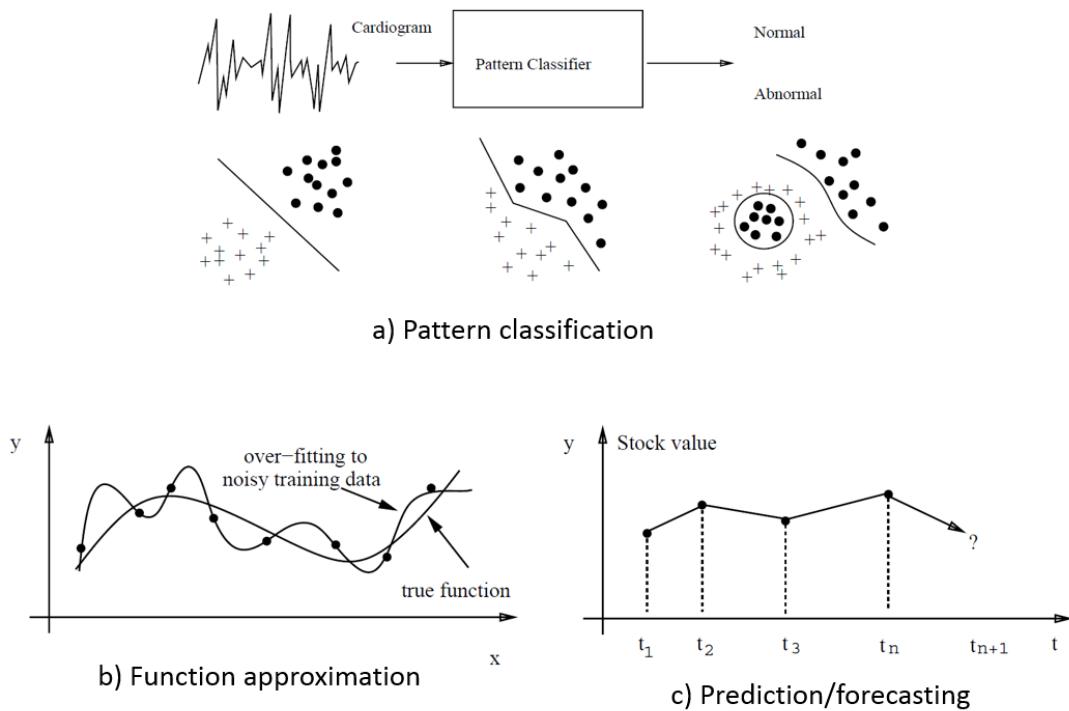 Cardiogram
Pattern Classifier
Normal
Abnormal
a) Pattern classification
y
over−fitting to
noisy training data
true function
x
b) Function approximation
y
Stock value
?
t1 t2 t3 tn tn+1 t
c) Prediction/forecasting